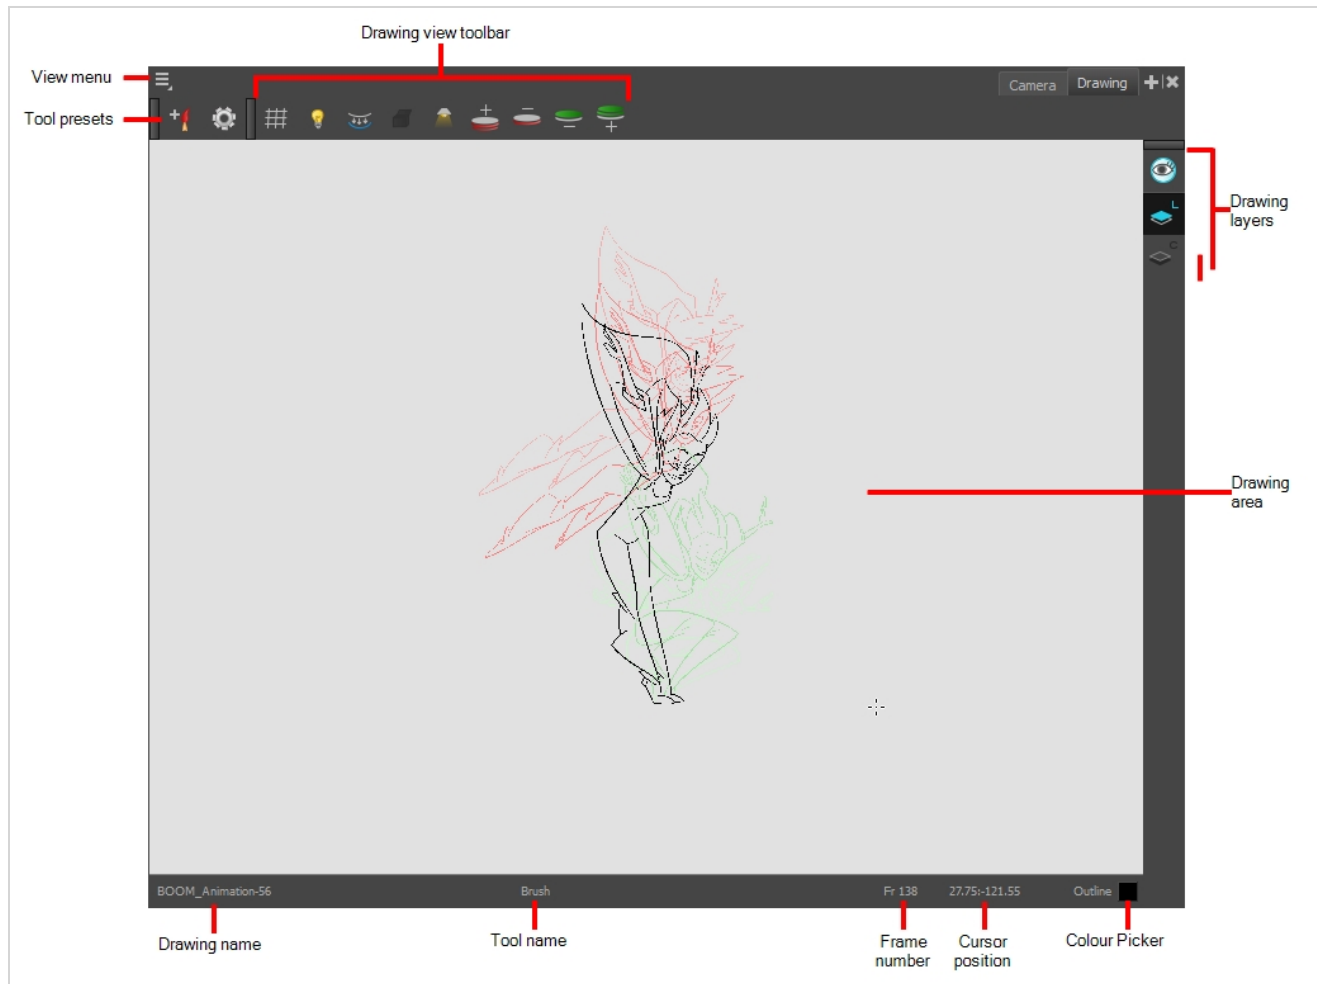 Drawing view toolbar
View menu
Camera
Drawing
Tool presets
L
Drawing
layers
C
Drawing
area
BOOM_Animation-56
Brush
Fr 138
27.75:-121.55
Outline
Drawing name
Tool name
Frame
number
Cursor
position
Colour Picker